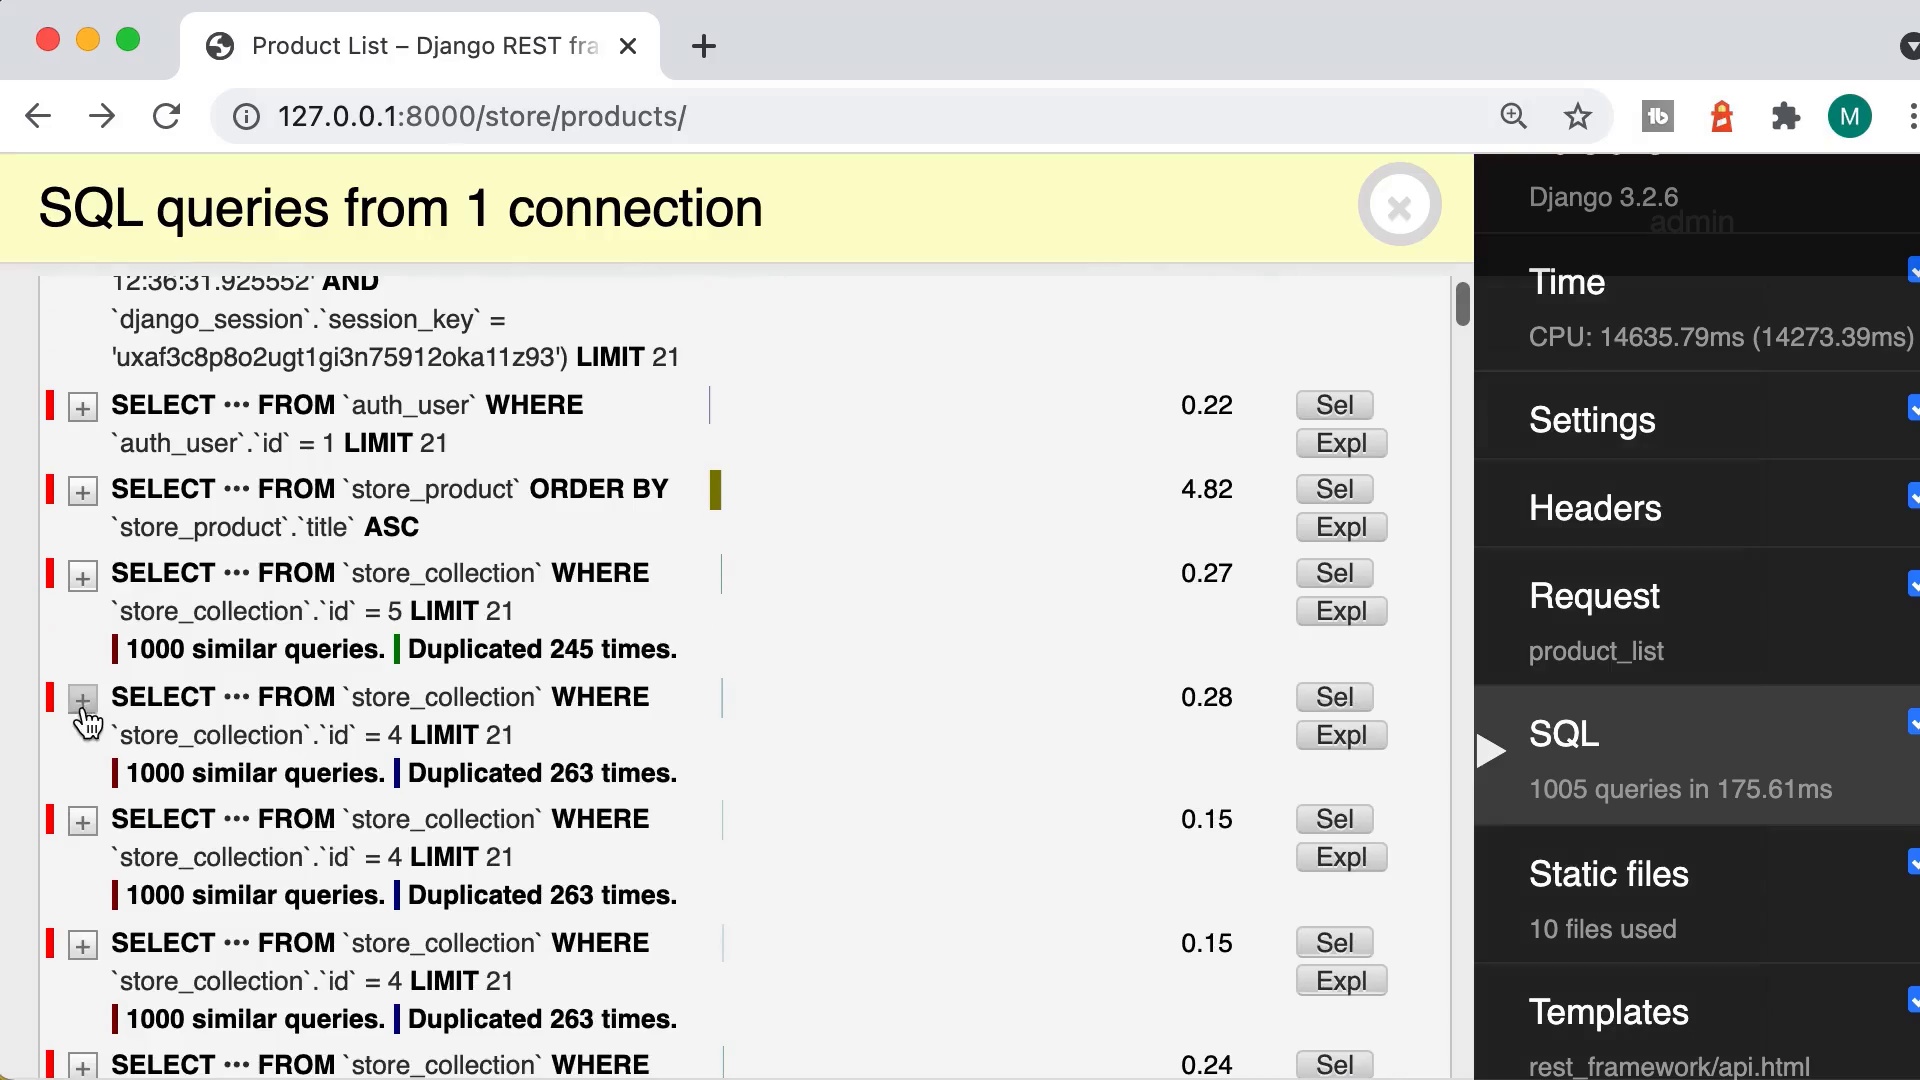 Product List – Django REST fra
127.0.0.1:8000/store/products/
M
SQL queries from 1 connection
12:36:31.925552' AND
`django_session`.`session_key` =
'uxaf3c8p8o2ugt1gi3n75912oka11z93') LIMIT 21
+ SELECT ••• FROM `auth_user` WHERE 0.22 Sel
`auth_user`.`id` = 1 LIMIT 21 Expl
+ SELECT ••• FROM `store_product` ORDER BY 4.82 Sel
`store_product`.`title` ASC Expl
+ SELECT ••• FROM `store_collection` WHERE 0.27 Sel
`store_collection`.`id` = 5 LIMIT 21 Expl
1000 similar queries. Duplicated 245 times.
+ SELECT ••• FROM `store_collection` WHERE 0.28 Sel
`store_collection`.`id` = 4 LIMIT 21 Expl
1000 similar queries. Duplicated 263 times.
+ SELECT ••• FROM `store_collection` WHERE 0.15 Sel
`store_collection`.`id` = 4 LIMIT 21 Expl
1000 similar queries. Duplicated 263 times.
+ SELECT ••• FROM `store_collection` WHERE 0.15 Sel
`store_collection`.`id` = 4 LIMIT 21 Expl
1000 similar queries. Duplicated 263 times.
+ SELECT ••• FROM `store_collection` WHERE 0.24 Sel
Django 3.2.6
admin
Time
CPU: 14635.79ms (14273.39ms)
Settings
Headers
Request
product_list
SQL
1005 queries in 175.61ms
Static files
10 files used
Templates
rest_framework/api.html